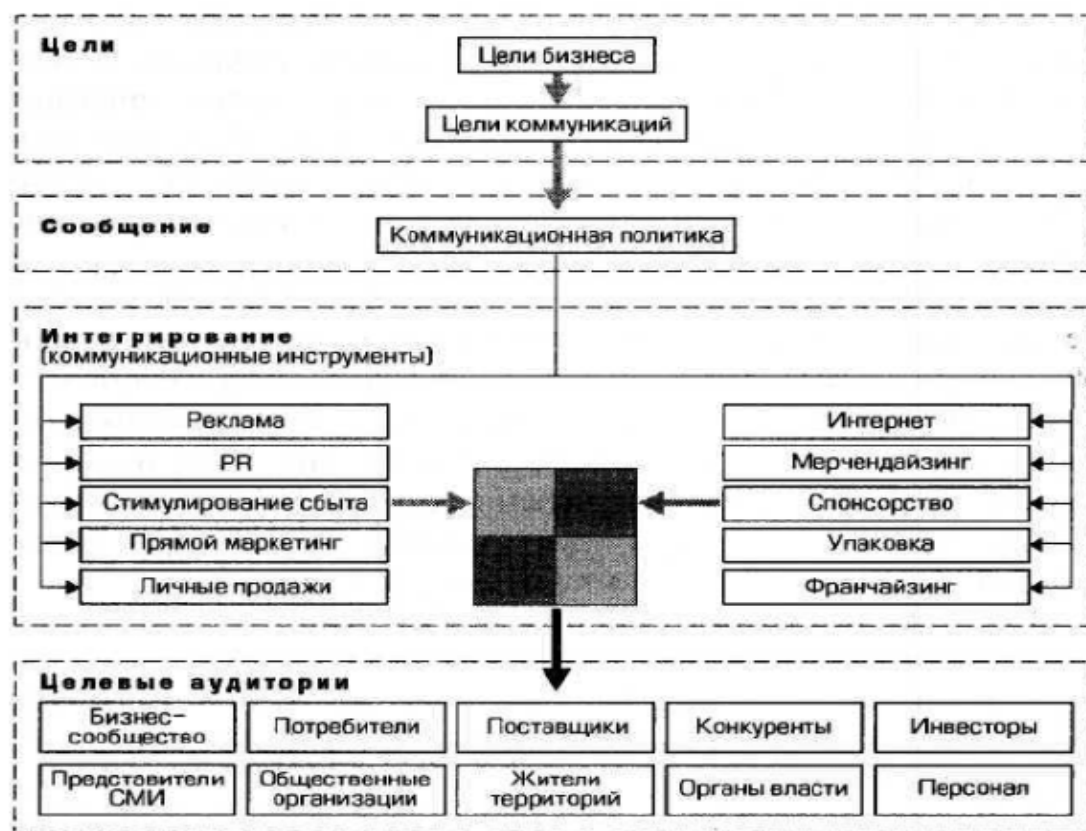 Цели
Цели бизнеса
Цели коммуникаций
Сообщение
Коммуникационная политика
Интегрирование
(коммуникационные инструменты)
Реклама
PR
Стимулирование сбыта
Прямой маркетинг
Личные продажи
Интернет
Мерчендайзинг
Спонсорство
Упаковка
Франчайзинг
Целевые аудитории
Бизнес-
сообщество
Потребители
Поставщики
Конкуренты
Инвесторы
Представители
СМИ
Общественные
организации
Жители
территорий
Органы власти
Персонал